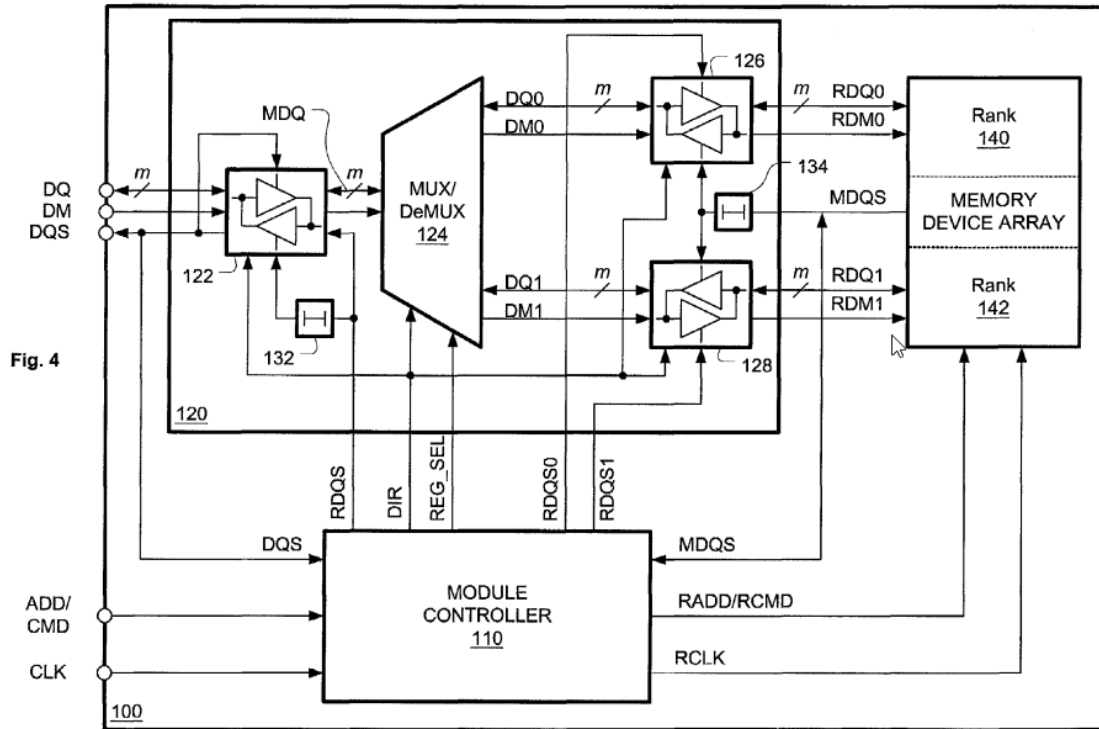 126
DQ0
m
m
RDQ0
MDQ
DM0
RDM0
Rank
140
134
m
m
DQ
DM
DQS
MUX/
DeMUX
124
MDQS
MEMORY
DEVICE ARRAY
122
DQ1
m
m
RDQ1
DM1
RDM1
Rank
142
132
128
Fig. 4
120
RDQS
DIR
REG_SEL
RDQS0
RDQS1
DQS
MDQS
MODULE
CONTROLLER
110
ADD/
CMD
RADD/RCMD
CLK
RCLK
100